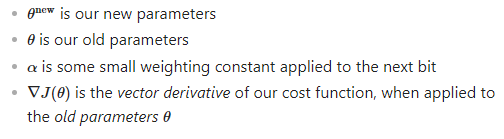 • θⁿᵉʷ is our new parameters
• θ is our old parameters
• α is some small weighting constant applied to the next bit
• ∇J(θ) is the vector derivative of our cost function, when applied to
the old parameters θ